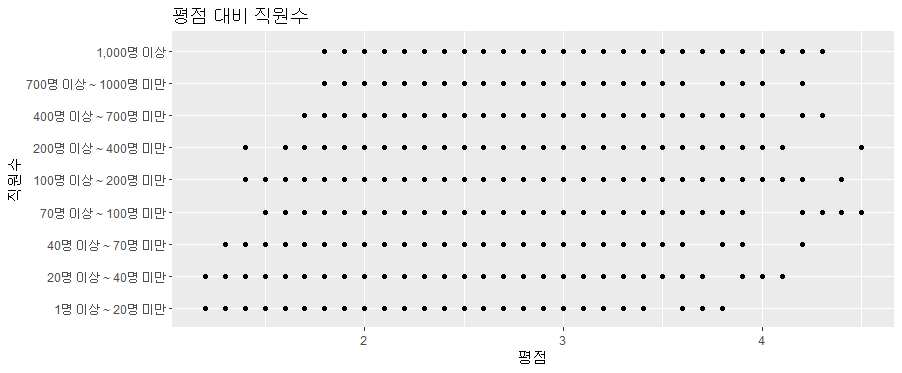 평점 대비 직원수
직원수
1,000명 이상
700명 이상 ~ 1000명 미만
400명 이상 ~ 700명 미만
200명 이상 ~ 400명 미만
100명 이상 ~ 200명 미만
70명 이상 ~ 100명 미만
40명 이상 ~ 70명 미만
20명 이상 ~ 40명 미만
1명 이상 ~ 20명 미만
2 3 4
평점